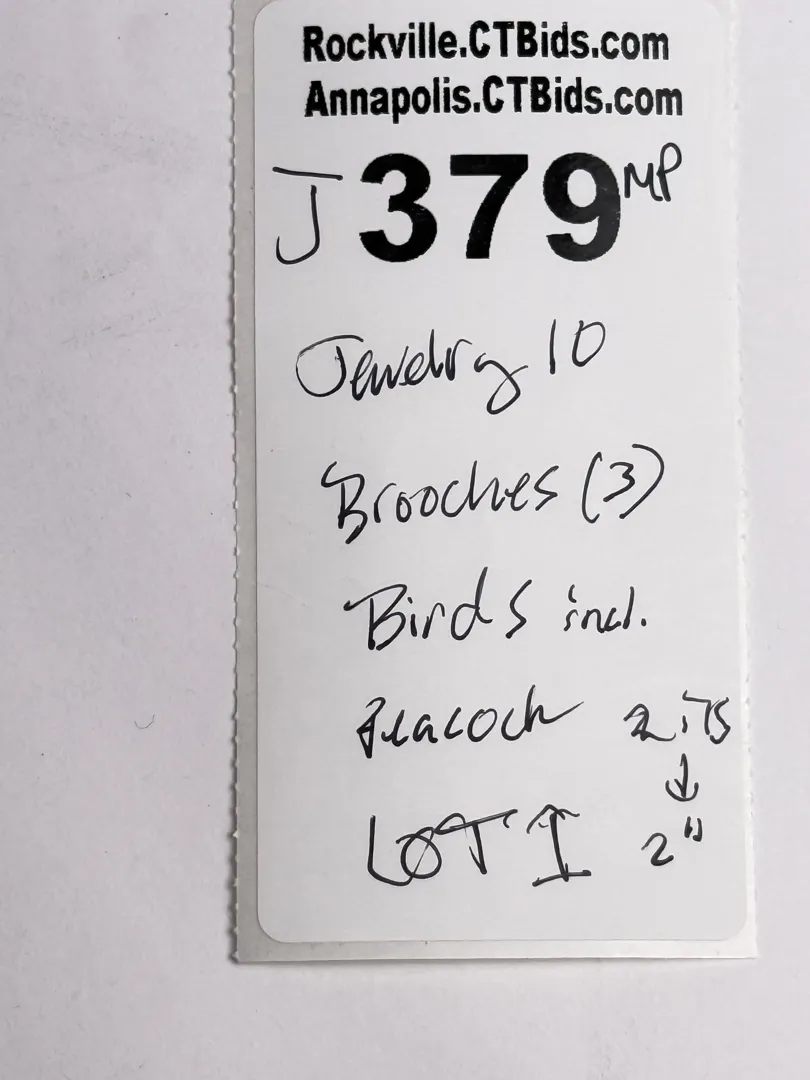 Rockville.CTBids.com
Annapolis.CTBids.com
J 379 MP
Jewelry 10
Brooches (3)
Birds incl.
Peacock 2.75
↓
LOT I 2"